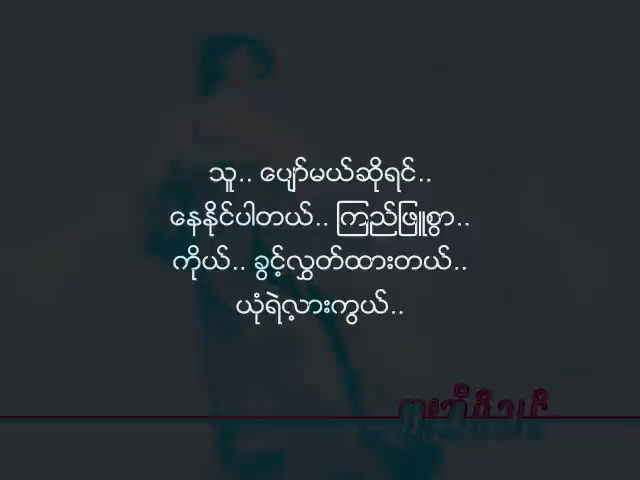 သူ.. ပျော်မယ်ဆိုရင်..
နေနိုင်ပါတယ်.. ကြည်ဖြူစွာ..
ကိုယ်.. ခွင့်လွှတ်ထားတယ်..
ယုံရဲ့လားကွယ်..